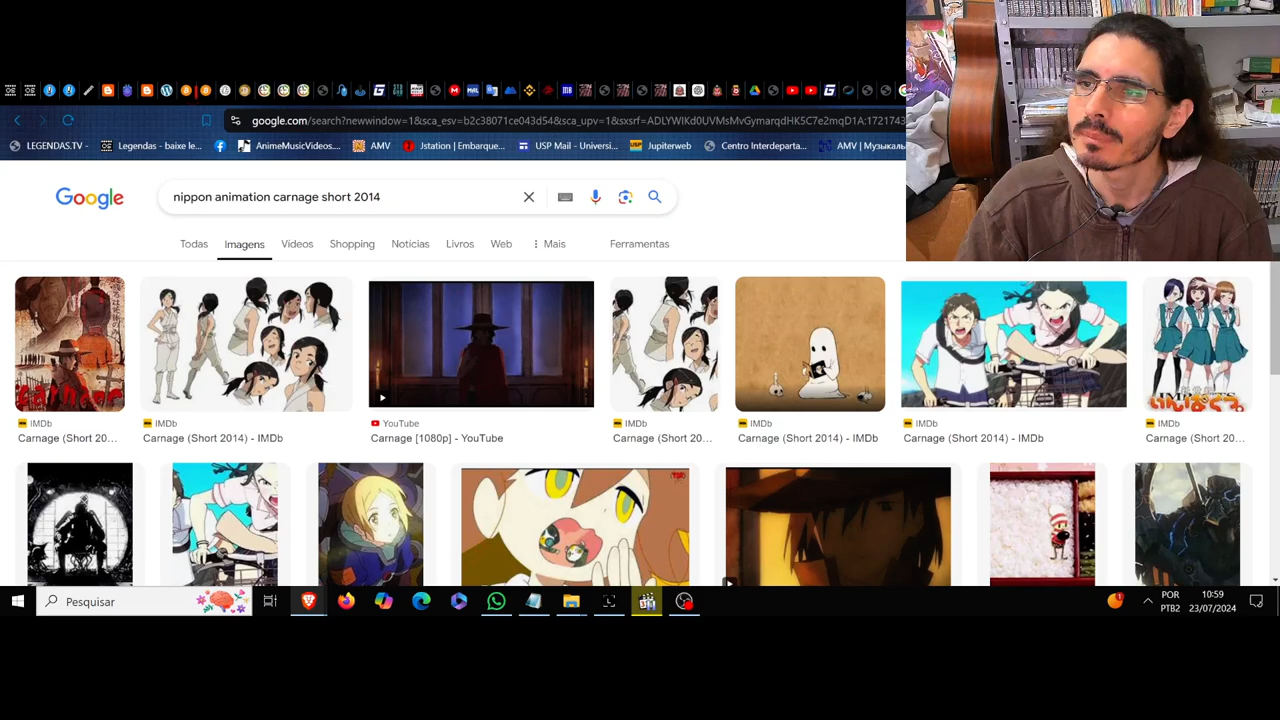 google.com/search?newwindow=1&sca_esv=b2c38071ce043d54&sca_upv=1&sxsrf=ADLYWIKd0UVMsMvGymarqdHK5C7e2mqD1A:1721743
LEGENDAS.TV -
Legendas - baixe le...
AnimeMusicVideos....
AMV
Jstation | Embarque...
USP Mail - Universi...
Jupiterweb
Centro Interdeparta...
AMV | Музыкаль
Google
nippon animation carnage short 2014
Todas
Imagens
Vídeos
Shopping
Notícias
Livros
Web
Mais
Ferramentas
IMDb
Carnage (Short 20...
IMDb
Carnage (Short 2014) - IMDb
YouTube
Carnage [1080p] - YouTube
IMDb
Carnage (Short 20...
IMDb
Carnage (Short 2014) - IMDb
IMDb
Carnage (Short 2014) - IMDb
IMDb
Carnage (Short 20...
Pesquisar
POR
PTB2
10:59
23/07/2024